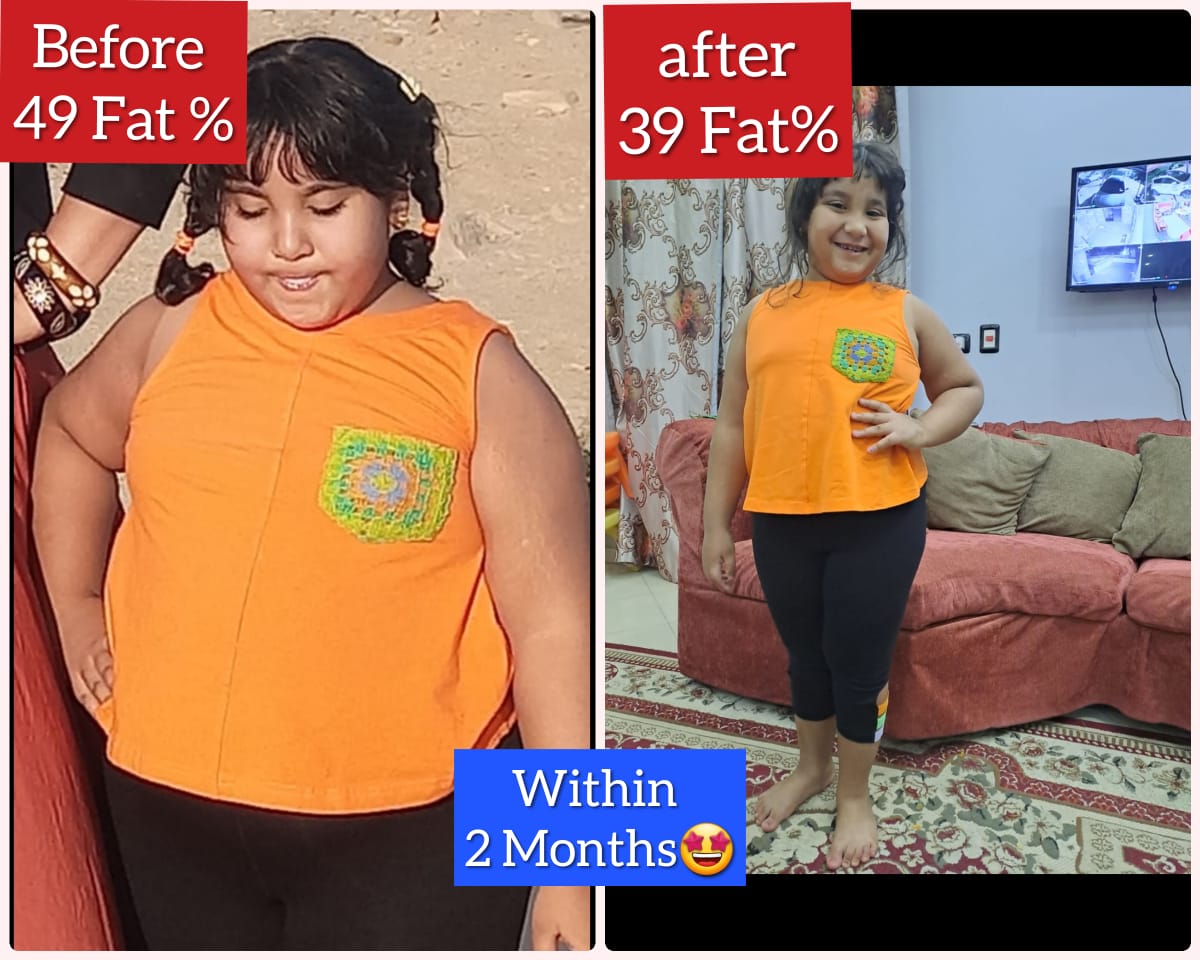 Before
49 Fat %
after
39 Fat%
Within
2 Months🤩